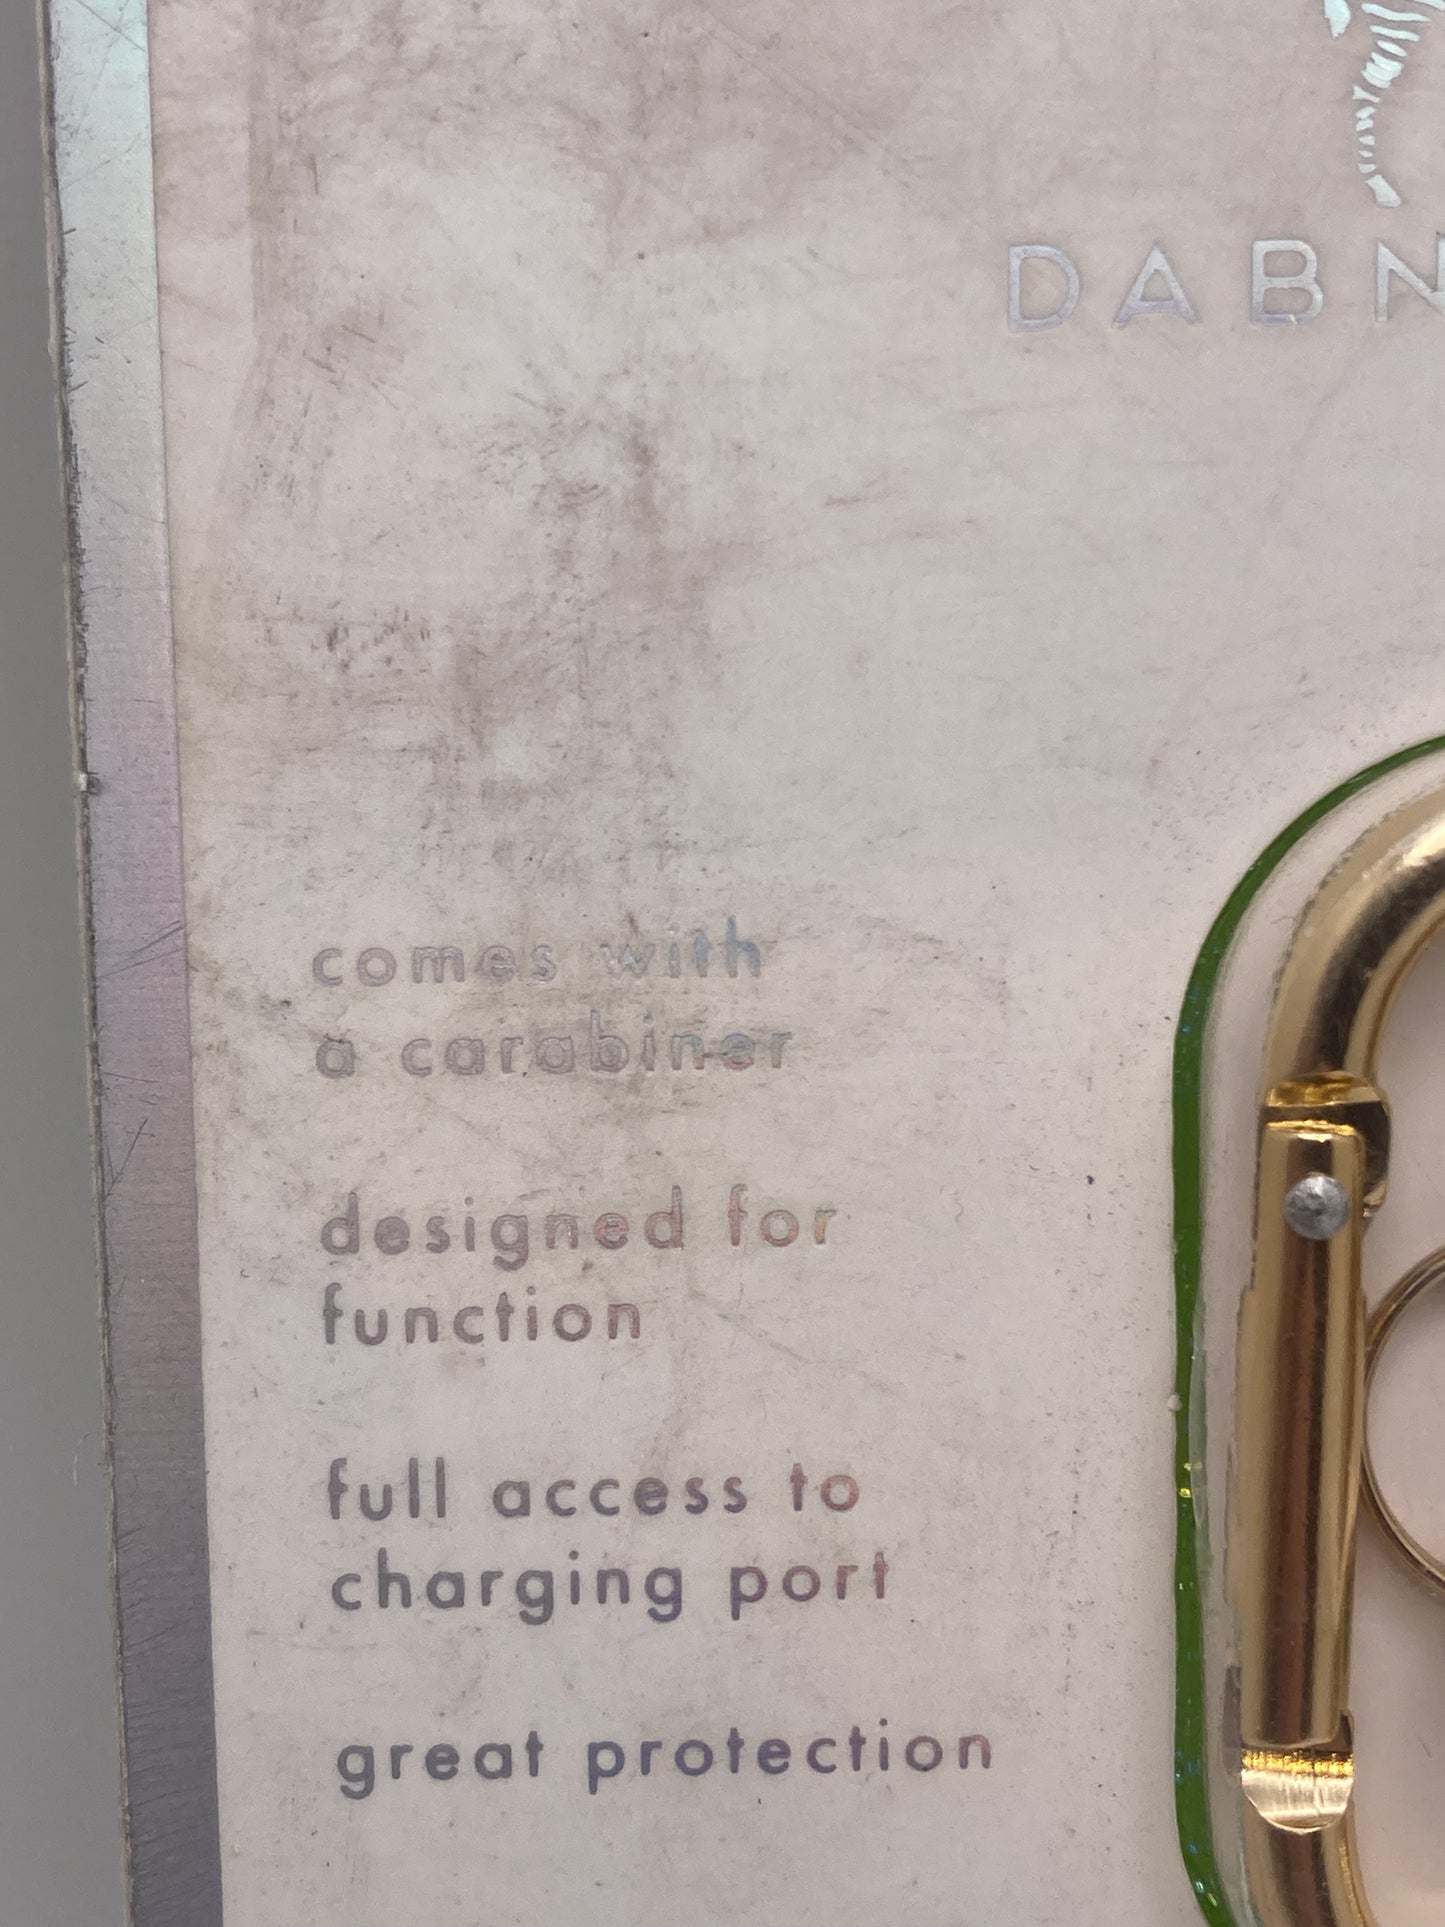 DABN
comes with
a carabiner
designed for
function
full access to
charging port
great protection